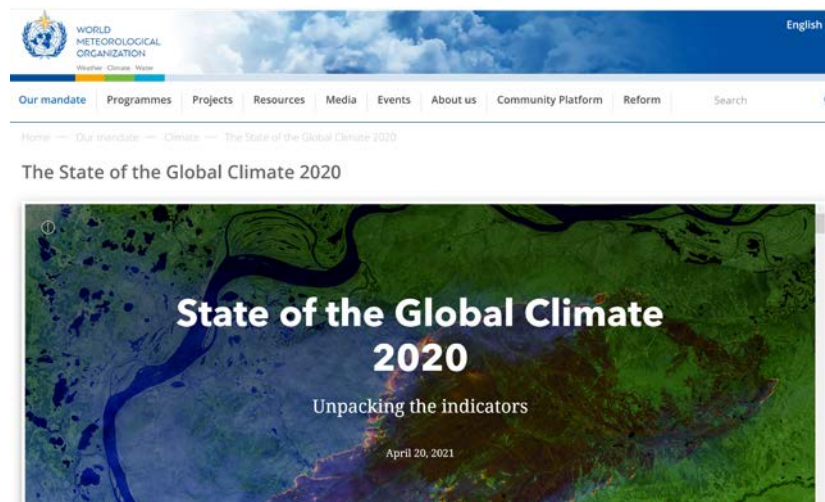 WORLD
METEOROLOGICAL
ORGANIZATION
Weather Climate Water
English
Our mandate Programmes Projects Resources Media Events About us Community Platform Reform Search
Home — Our mandate — Climate — The State of the Global Climate 2020
The State of the Global Climate 2020
State of the Global Climate
2020
Unpacking the indicators
April 20, 2021